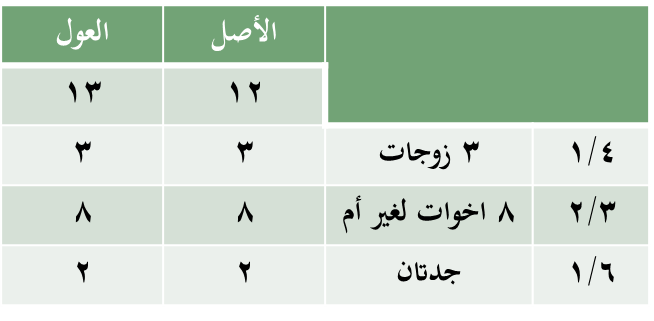 الأصل العول
١٢ ١٣
١/٤ ٣ زوجات ٣ ٣
٢/٣ ٨ اخوات لغير أم ٨ ٨
١/٦ جدتان ٢ ٢